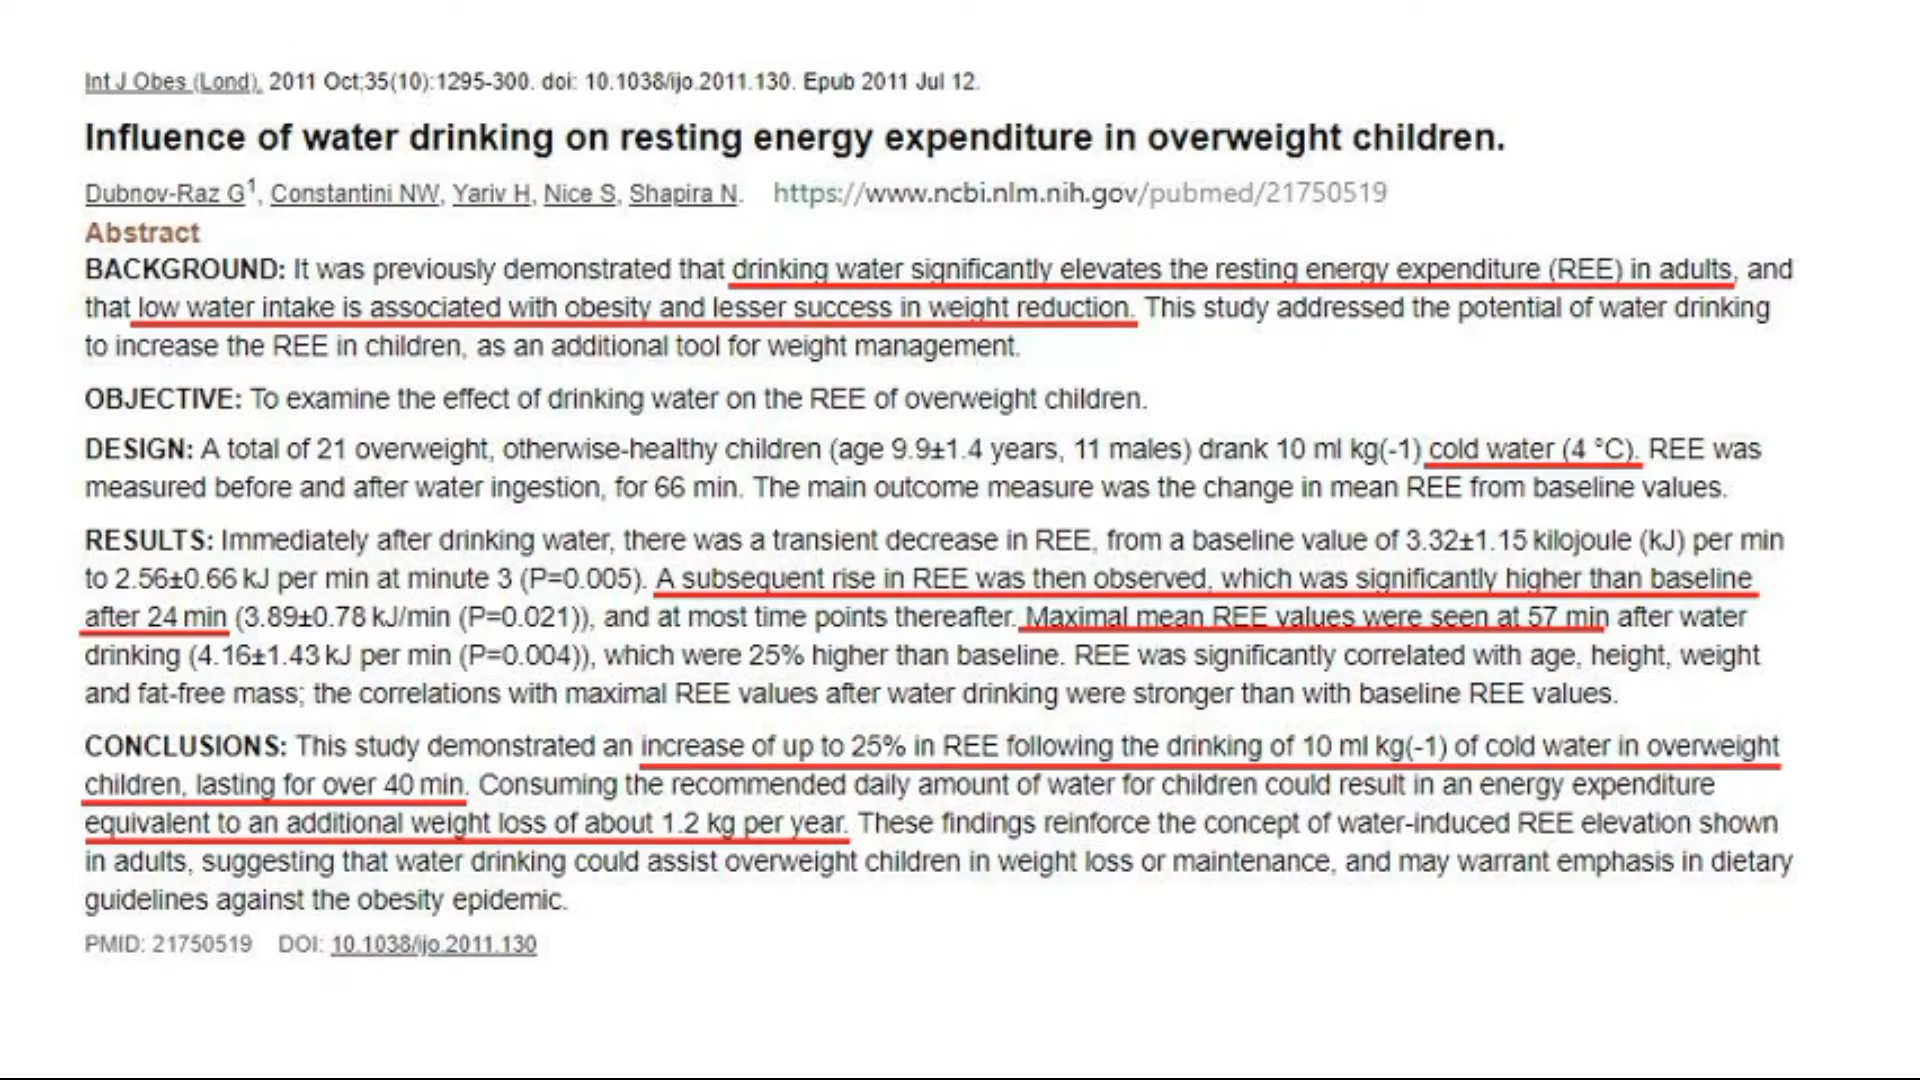 Int J Obes (Lond). 2011 Oct;35(10):1295-300. doi: 10.1038/ijo.2011.130. Epub 2011 Jul 12.
Influence of water drinking on resting energy expenditure in overweight children.
Dubnov-Raz G1, Constantini NW, Yariv H, Nice S, Shapira N. https://www.ncbi.nlm.nih.gov/pubmed/21750519
Abstract
BACKGROUND: It was previously demonstrated that drinking water significantly elevates the resting energy expenditure (REE) in adults, and
that low water intake is associated with obesity and lesser success in weight reduction. This study addressed the potential of water drinking
to increase the REE in children, as an additional tool for weight management.
OBJECTIVE: To examine the effect of drinking water on the REE of overweight children.
DESIGN: A total of 21 overweight, otherwise-healthy children (age 9.9±1.4 years, 11 males) drank 10 ml kg(-1) cold water (4 °C). REE was
measured before and after water ingestion, for 66 min. The main outcome measure was the change in mean REE from baseline values.
RESULTS: Immediately after drinking water, there was a transient decrease in REE, from a baseline value of 3.32±1.15 kilojoule (kJ) per min
to 2.56±0.66 kJ per min at minute 3 (P=0.005). A subsequent rise in REE was then observed, which was significantly higher than baseline
after 24 min (3.89±0.78 kJ/min (P=0.021)), and at most time points thereafter. Maximal mean REE values were seen at 57 min after water
drinking (4.16±1.43 kJ per min (P=0.004)), which were 25% higher than baseline. REE was significantly correlated with age, height, weight
and fat-free mass; the correlations with maximal REE values after water drinking were stronger than with baseline REE values.
CONCLUSIONS: This study demonstrated an increase of up to 25% in REE following the drinking of 10 ml kg(-1) of cold water in overweight
children, lasting for over 40 min. Consuming the recommended daily amount of water for children could result in an energy expenditure
equivalent to an additional weight loss of about 1.2 kg per year. These findings reinforce the concept of water-induced REE elevation shown
in adults, suggesting that water drinking could assist overweight children in weight loss or maintenance, and may warrant emphasis in dietary
guidelines against the obesity epidemic.
PMID: 21750519 DOI: 10.1038/ijo.2011.130